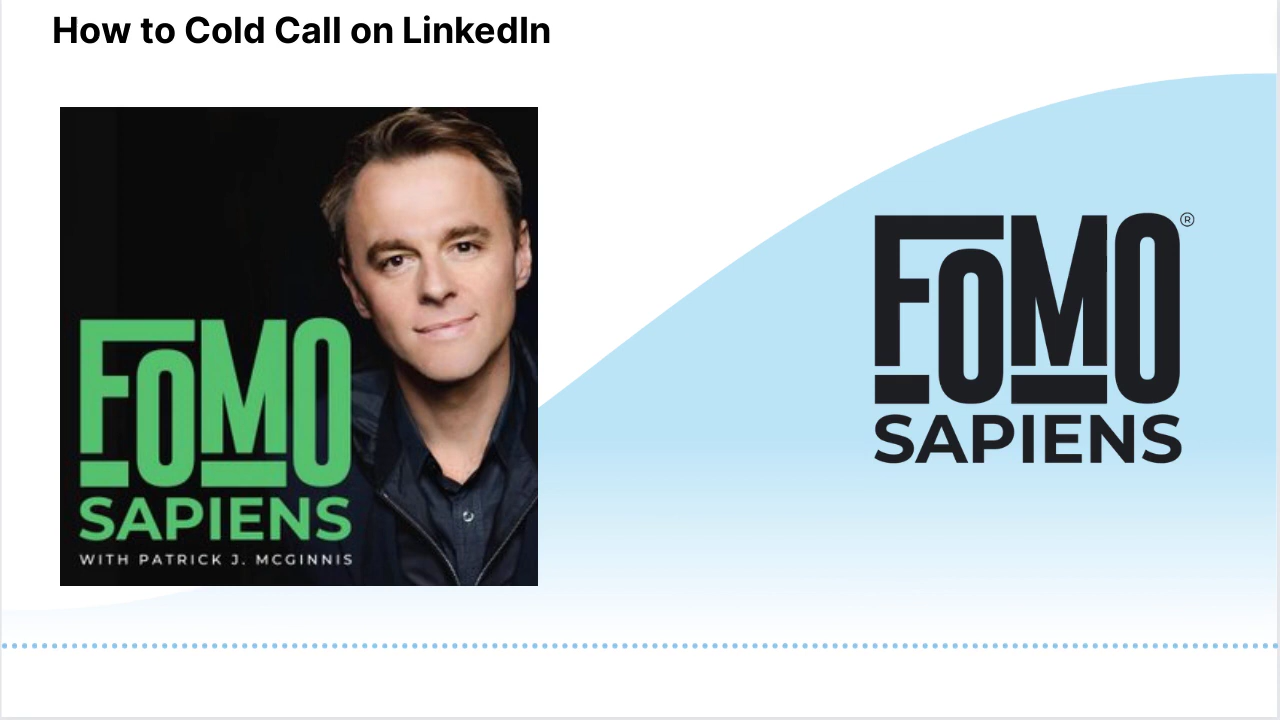 How to Cold Call on LinkedIn
FOMO
SAPIENS
WITH PATRICK J. MCGINNIS
FOMO®
SAPIENS